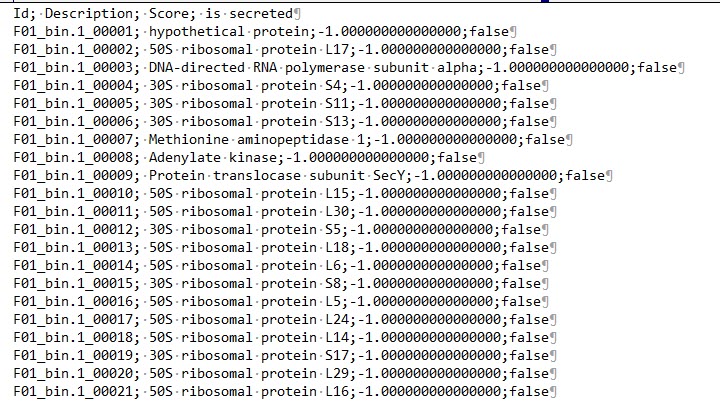 Id; Description; Score; is secreted
F01_bin.1_00001; hypothetical protein;-1.000000000000000;false
F01_bin.1_00002; 50S ribosomal protein L17;-1.000000000000000;false
F01_bin.1_00003; DNA-directed RNA polymerase subunit alpha;-1.000000000000000;false
F01_bin.1_00004; 30S ribosomal protein S4;-1.000000000000000;false
F01_bin.1_00005; 30S ribosomal protein S11;-1.000000000000000;false
F01_bin.1_00006; 30S ribosomal protein S13;-1.000000000000000;false
F01_bin.1_00007; Methionine aminopeptidase 1;-1.000000000000000;false
F01_bin.1_00008; Adenylate kinase;-1.000000000000000;false
F01_bin.1_00009; Protein translocase subunit SecY;-1.000000000000000;false
F01_bin.1_00010; 50S ribosomal protein L15;-1.000000000000000;false
F01_bin.1_00011; 50S ribosomal protein L30;-1.000000000000000;false
F01_bin.1_00012; 30S ribosomal protein S5;-1.000000000000000;false
F01_bin.1_00013; 50S ribosomal protein L18;-1.000000000000000;false
F01_bin.1_00014; 50S ribosomal protein L6;-1.000000000000000;false
F01_bin.1_00015; 30S ribosomal protein S8;-1.000000000000000;false
F01_bin.1_00016; 50S ribosomal protein L5;-1.000000000000000;false
F01_bin.1_00017; 50S ribosomal protein L24;-1.000000000000000;false
F01_bin.1_00018; 50S ribosomal protein L14;-1.000000000000000;false
F01_bin.1_00019; 30S ribosomal protein S17;-1.000000000000000;false
F01_bin.1_00020; 50S ribosomal protein L29;-1.000000000000000;false
F01_bin.1_00021; 50S ribosomal protein L16;-1.000000000000000;false